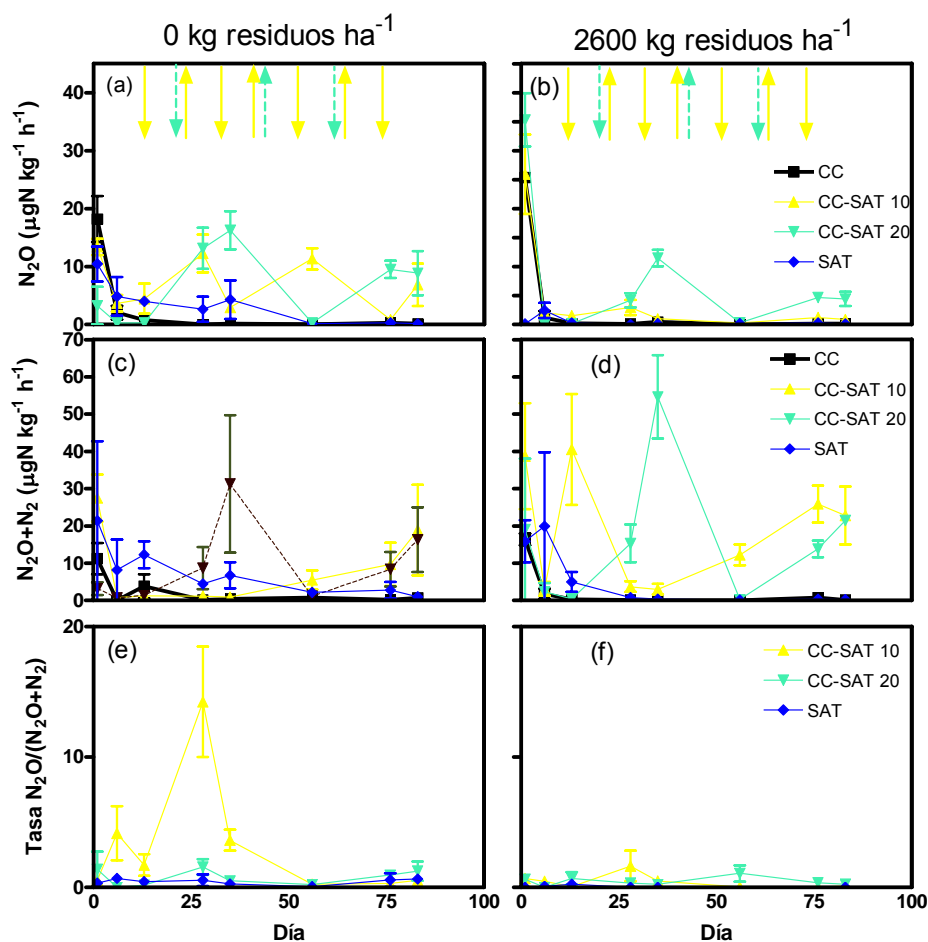 0 kg residuos ha⁻¹
2600 kg residuos ha⁻¹
(a)
N₂O (µgN kg⁻¹ h⁻¹)
40
30
20
10
0
(b)
CC
CC-SAT 10
CC-SAT 20
SAT
(c)
N₂O+N₂ (µgN kg⁻¹ h⁻¹)
70
60
50
40
30
20
10
0
(d)
CC
CC-SAT 10
CC-SAT 20
SAT
(e)
Tasa N₂O/(N₂O+N₂)
20
10
0
0
25
50
75
100
Día
(f)
CC-SAT 10
CC-SAT 20
SAT
0
25
50
75
100
Día